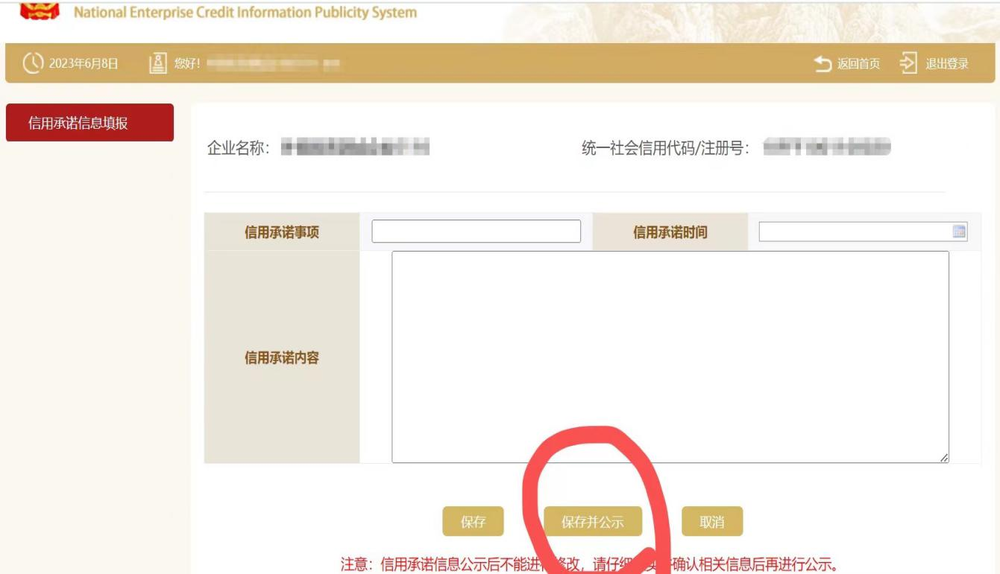 National Enterprise Credit Information Publicity System
2023年6月8日 您好! 返回首页 退出登录
信用承诺信息填报
企业名称: 统一社会信用代码/注册号:
信用承诺事项 信用承诺时间
信用承诺内容
保存 保存并公示 取消
注意：信用承诺信息公示后不能进 修改，请仔细 确认相关信息后再进行公示。